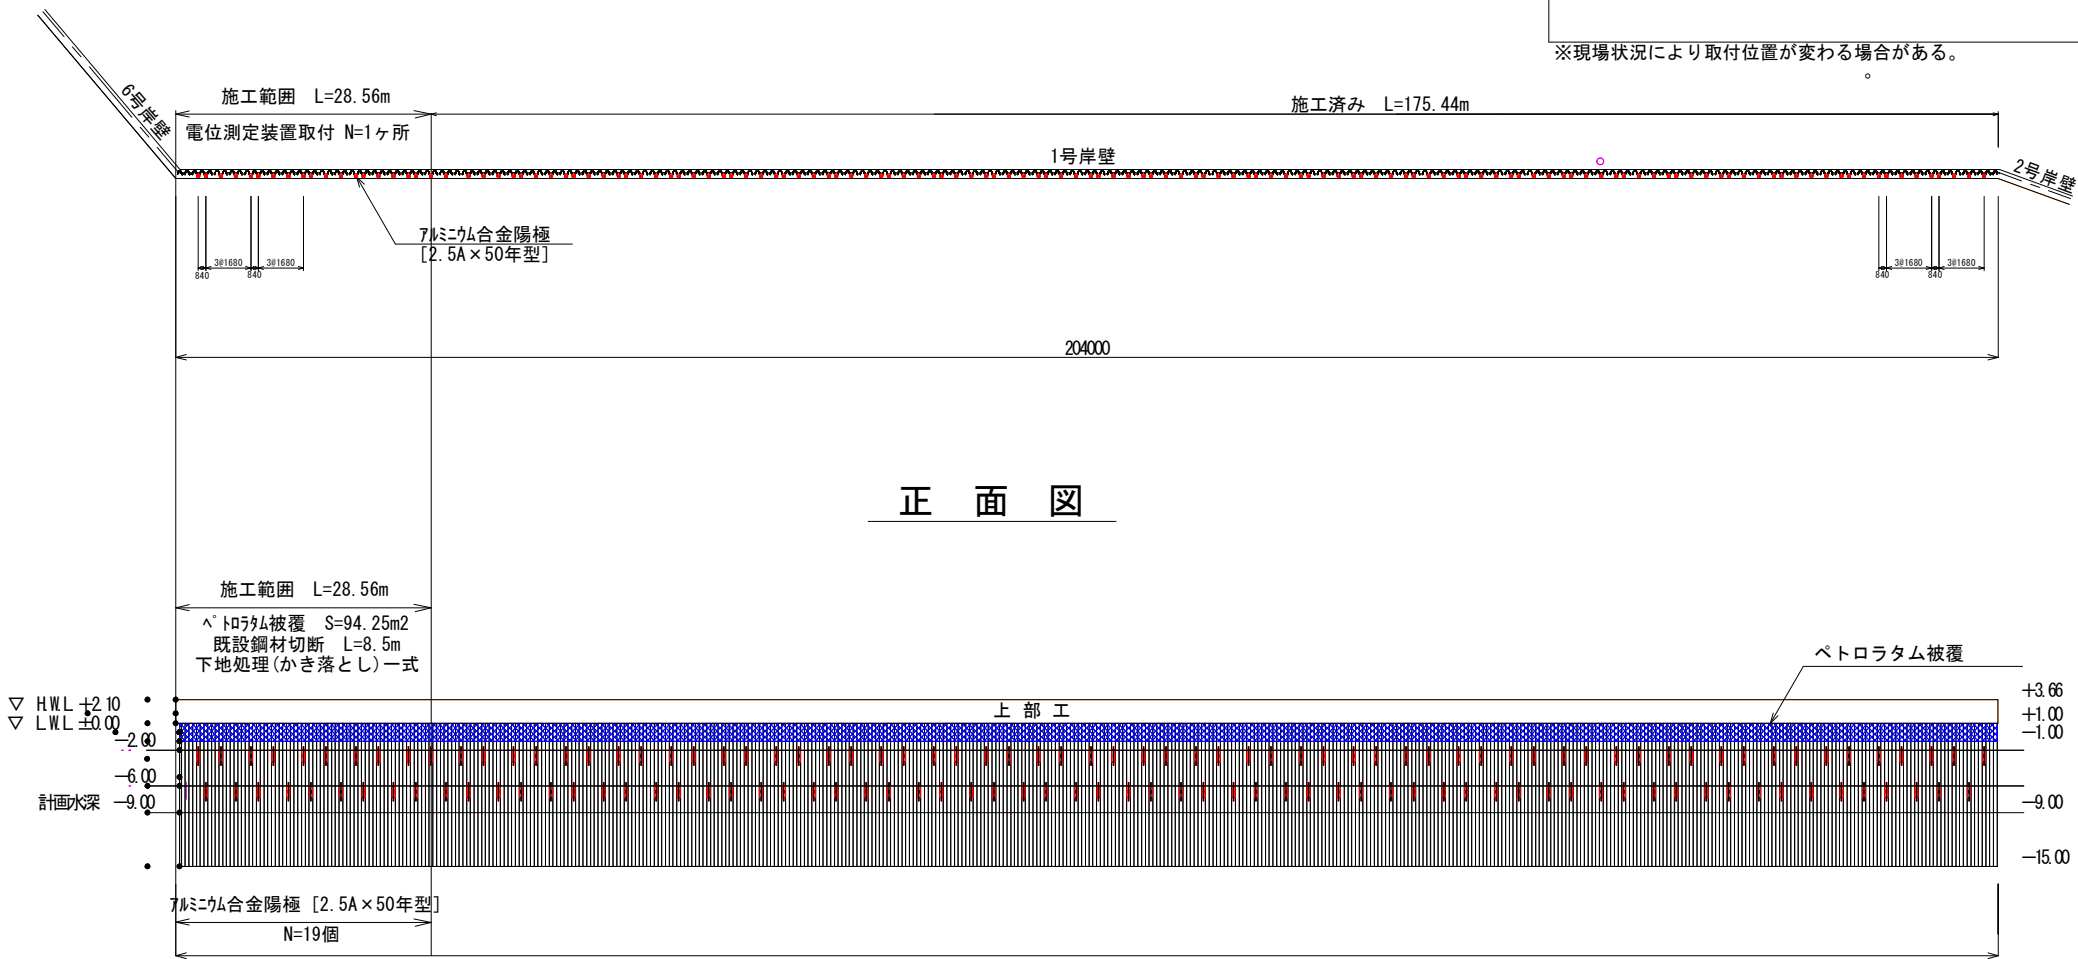 ※現場状況により取付位置が変わる場合がある。
。
6号岸壁
施工範囲 L=28.56m
施工済み L=175.44m
電位測定装置取付 N=1ヶ所
1号岸壁
2号岸壁
ｱﾙﾐﾆｳﾑ合金陽極
[2.5A×50年型]
840 3@1680 840 3@1680
840 3@1680 840 3@1680
204000
正 面 図
施工範囲 L=28.56m
ﾍﾟﾄﾛﾗﾀﾑ被覆 S=94.25m2
既設鋼材切断 L=8.5m
下地処理(かき落とし)一式
ペトロラタム被覆
▽ H.W.L +2.10
▽ L.W.L ±0.00
-2.00
-6.00
計画水深 -9.00
上 部 工
+3.66
+1.00
-1.00
-9.00
-15.00
ｱﾙﾐﾆｳﾑ合金陽極 [2.5A×50年型]
N=19個